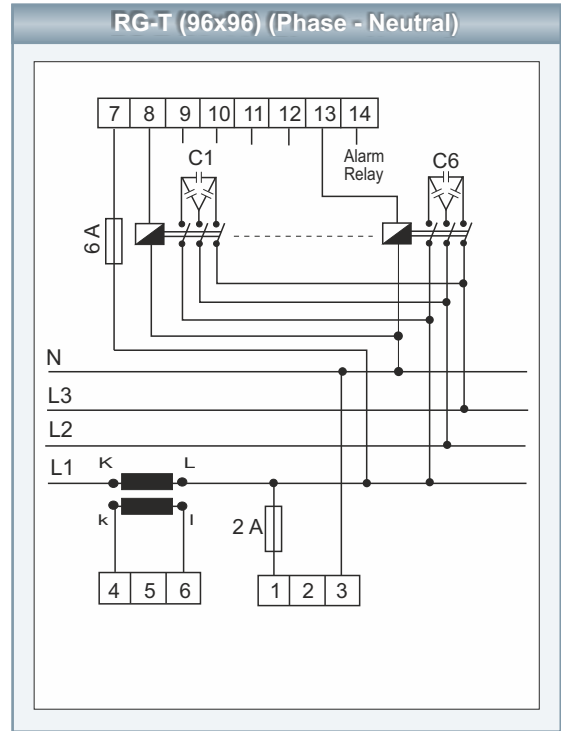 RG-T (96x96) (Phase - Neutral)
7 8 9 10 11 12 13 14
Alarm
Relay
C1
C6
6 A
N
L3
L2
L1
K L
k l
2 A
4 5 6
1 2 3